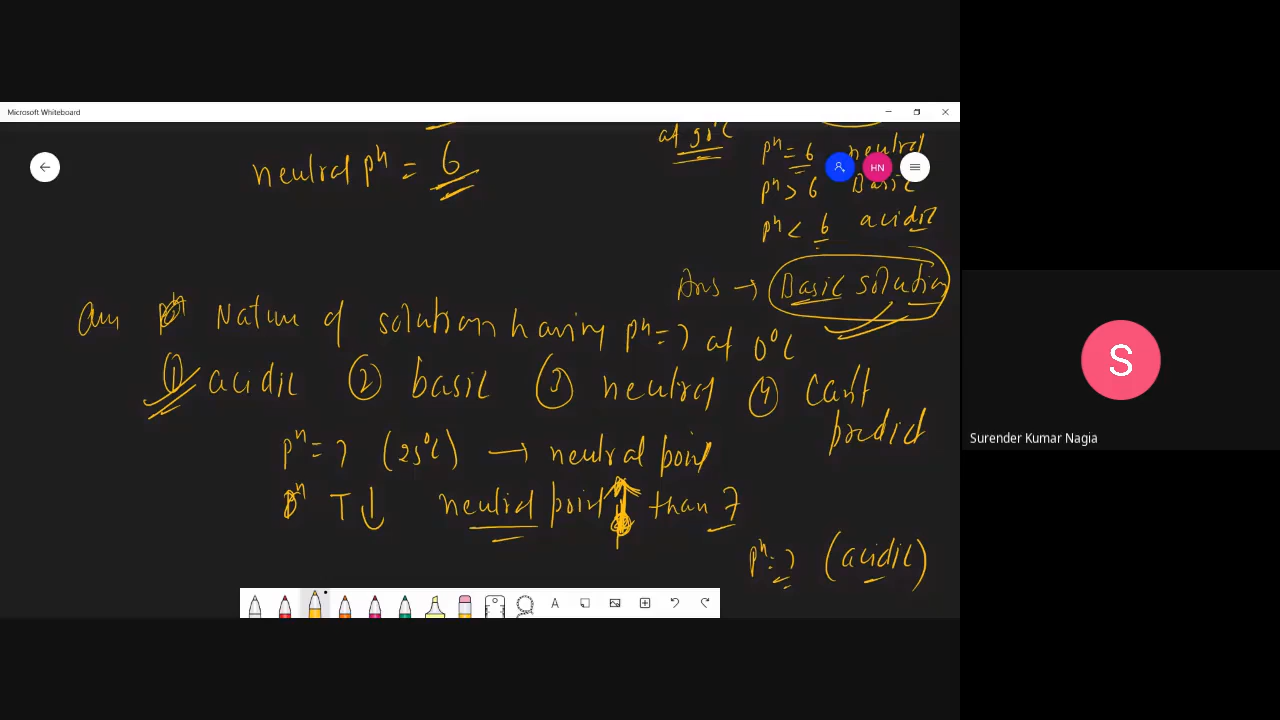 Microsoft Whiteboard
at 90°C
neutral pH = 6
pH = 6 neutral
HN
pH > 6 Basic
pH < 6 acidic
Ans → Basic solution
Que Nature of solution having pH = 7 at 0°C
① acidic ② basic ③ neutral ④ Can't predict
pH = 7 (25°C) → neutral point
T↓ neutral point ↑ than 7
pH = 7 (acidic)
A
S
Surender Kumar Nagia